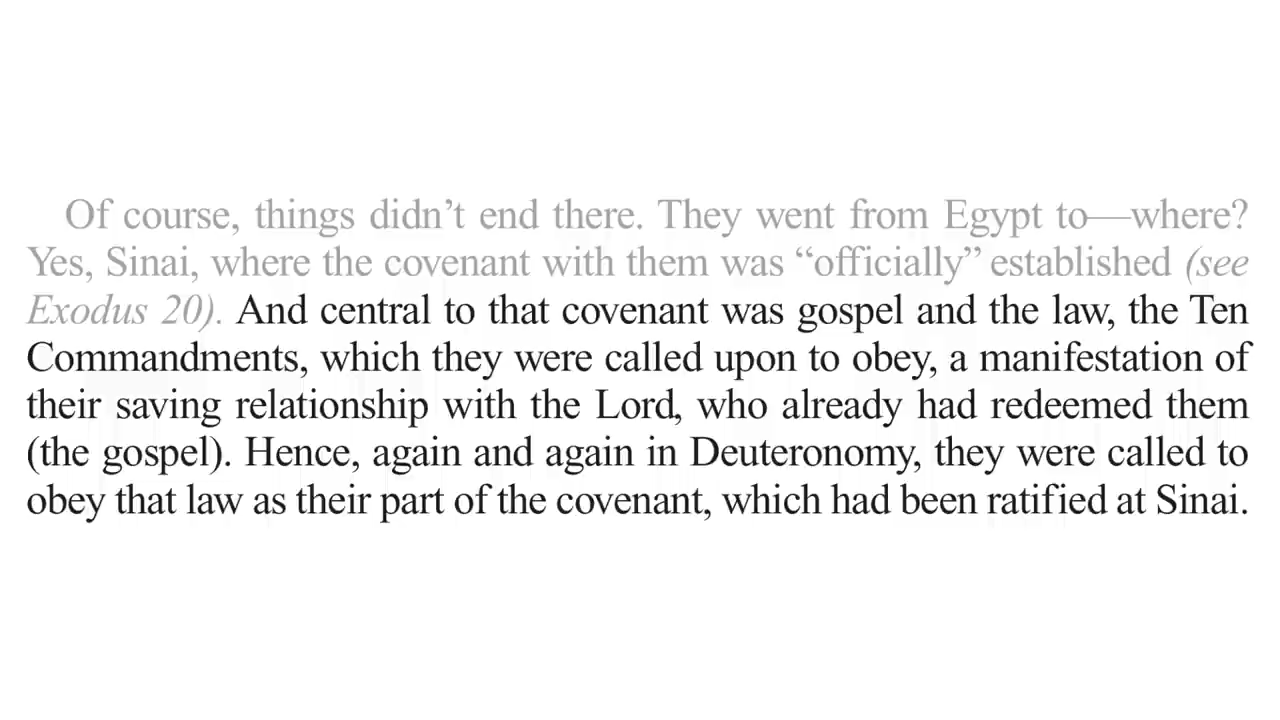 Of course, things didn’t end there. They went from Egypt to—where?
Yes, Sinai, where the covenant with them was “officially” established (see
Exodus 20). And central to that covenant was gospel and the law, the Ten
Commandments, which they were called upon to obey, a manifestation of
their saving relationship with the Lord, who already had redeemed them
(the gospel). Hence, again and again in Deuteronomy, they were called to
obey that law as their part of the covenant, which had been ratified at Sinai.